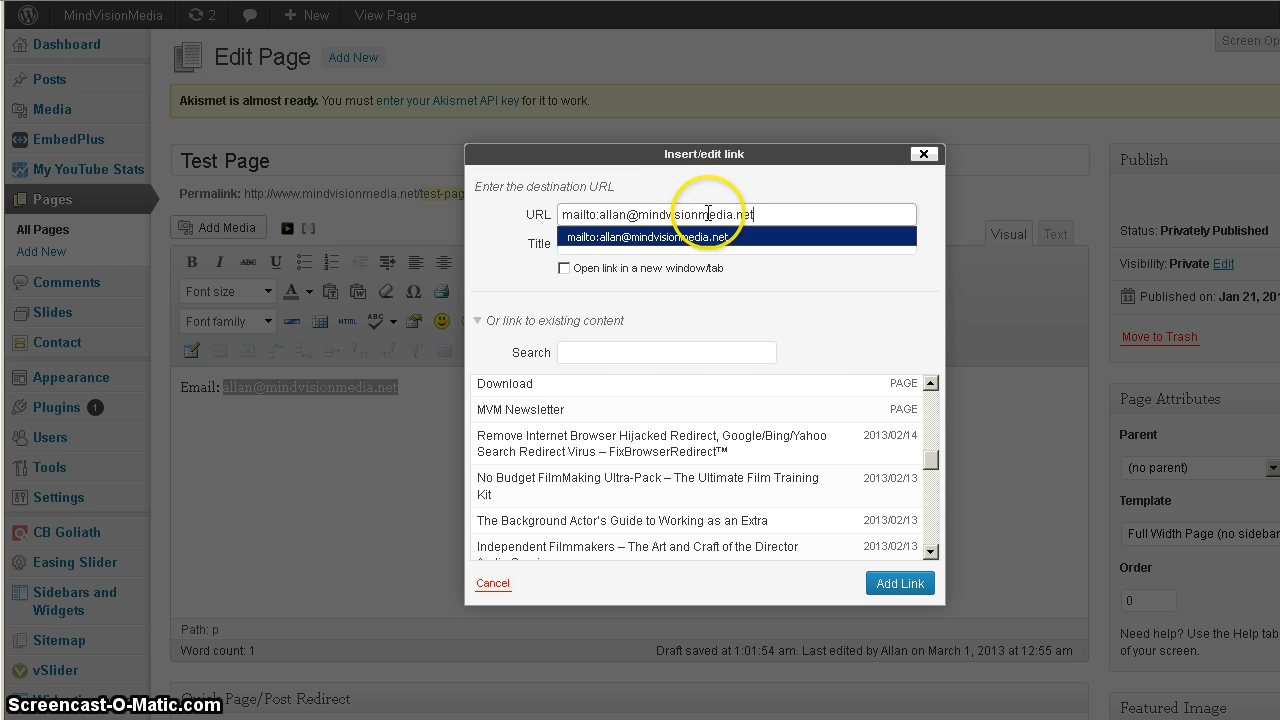 MindVisionMedia 2 New View Page
Dashboard
Posts
Media
EmbedPlus
My YouTube Stats
Pages
All Pages
Add New
Comments
Slides
Contact
Appearance
Plugins 1
Users
Tools
Settings
CB Goliath
Easing Slider
Sidebars and
Widgets
Sitemap
vSlider
Edit Page Add New
Screen Op
Akismet is almost ready. You must enter your Akismet API key for it to work.
Test Page
Permalink: http://www.mindvisionmedia.net/test-pag
Add Media
Visual Text
B I ABC U
Font size A
Font family HTML ABC
Email: allan@mindvisionmedia.net
Path: p
Word count: 1 Draft saved at 1:01:54 am. Last edited by Allan on March 1, 2013 at 12:55 am
Quick Page/Post Redirect
Insert/edit link
Enter the destination URL
URL mailto:allan@mindvisionmedia.net
mailto:allan@mindvisionmedia.net
Title
Open link in a new window/tab
Or link to existing content
Search
Download PAGE
MVM Newsletter PAGE
Remove Internet Browser Hijacked Redirect, Google/Bing/Yahoo 2013/02/14
Search Redirect Virus – FixBrowserRedirect™
No Budget FilmMaking Ultra-Pack – The Ultimate Film Training 2013/02/13
Kit
The Background Actor's Guide to Working as an Extra 2013/02/13
Independent Filmmakers – The Art and Craft of the Director 2013/02/13
Cancel Add Link
Publish
Status: Privately Published
Visibility: Private Edit
Published on: Jan 21, 201
Move to Trash
Page Attributes
Parent
(no parent)
Template
Full Width Page (no sidebar
Order
0
Need help? Use the Help tab
of your screen.
Featured Image
Screencast-O-Matic.com